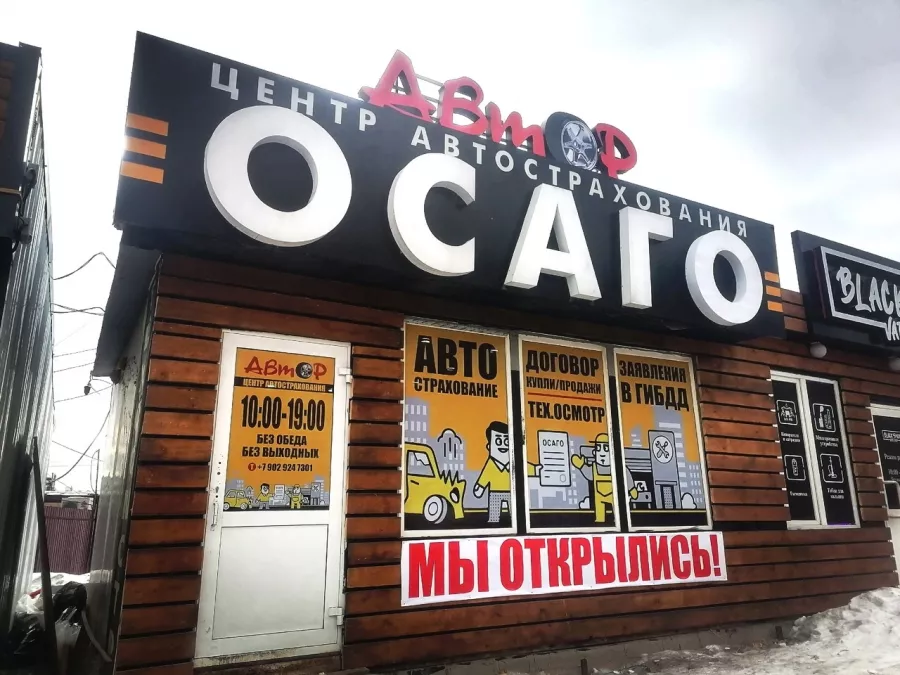 АвтоР
ЦЕНТР АВТОСТРАХОВАНИЯ
ОСАГО
BLACK
АвтоР
ЦЕНТР АВТОСТРАХОВАНИЯ
10:00-19:00
БЕЗ ОБЕДА
БЕЗ ВЫХОДНЫХ
+7 902 924 7301
АВТО
СТРАХОВАНИЕ
ДОГОВОР
КУПЛИ/ПРОДАЖИ
ТЕХ.ОСМОТР
ОСАГО
ЗАЯВЛЕНИЯ
В ГИБДД
МЫ ОТКРЫЛИСЬ!